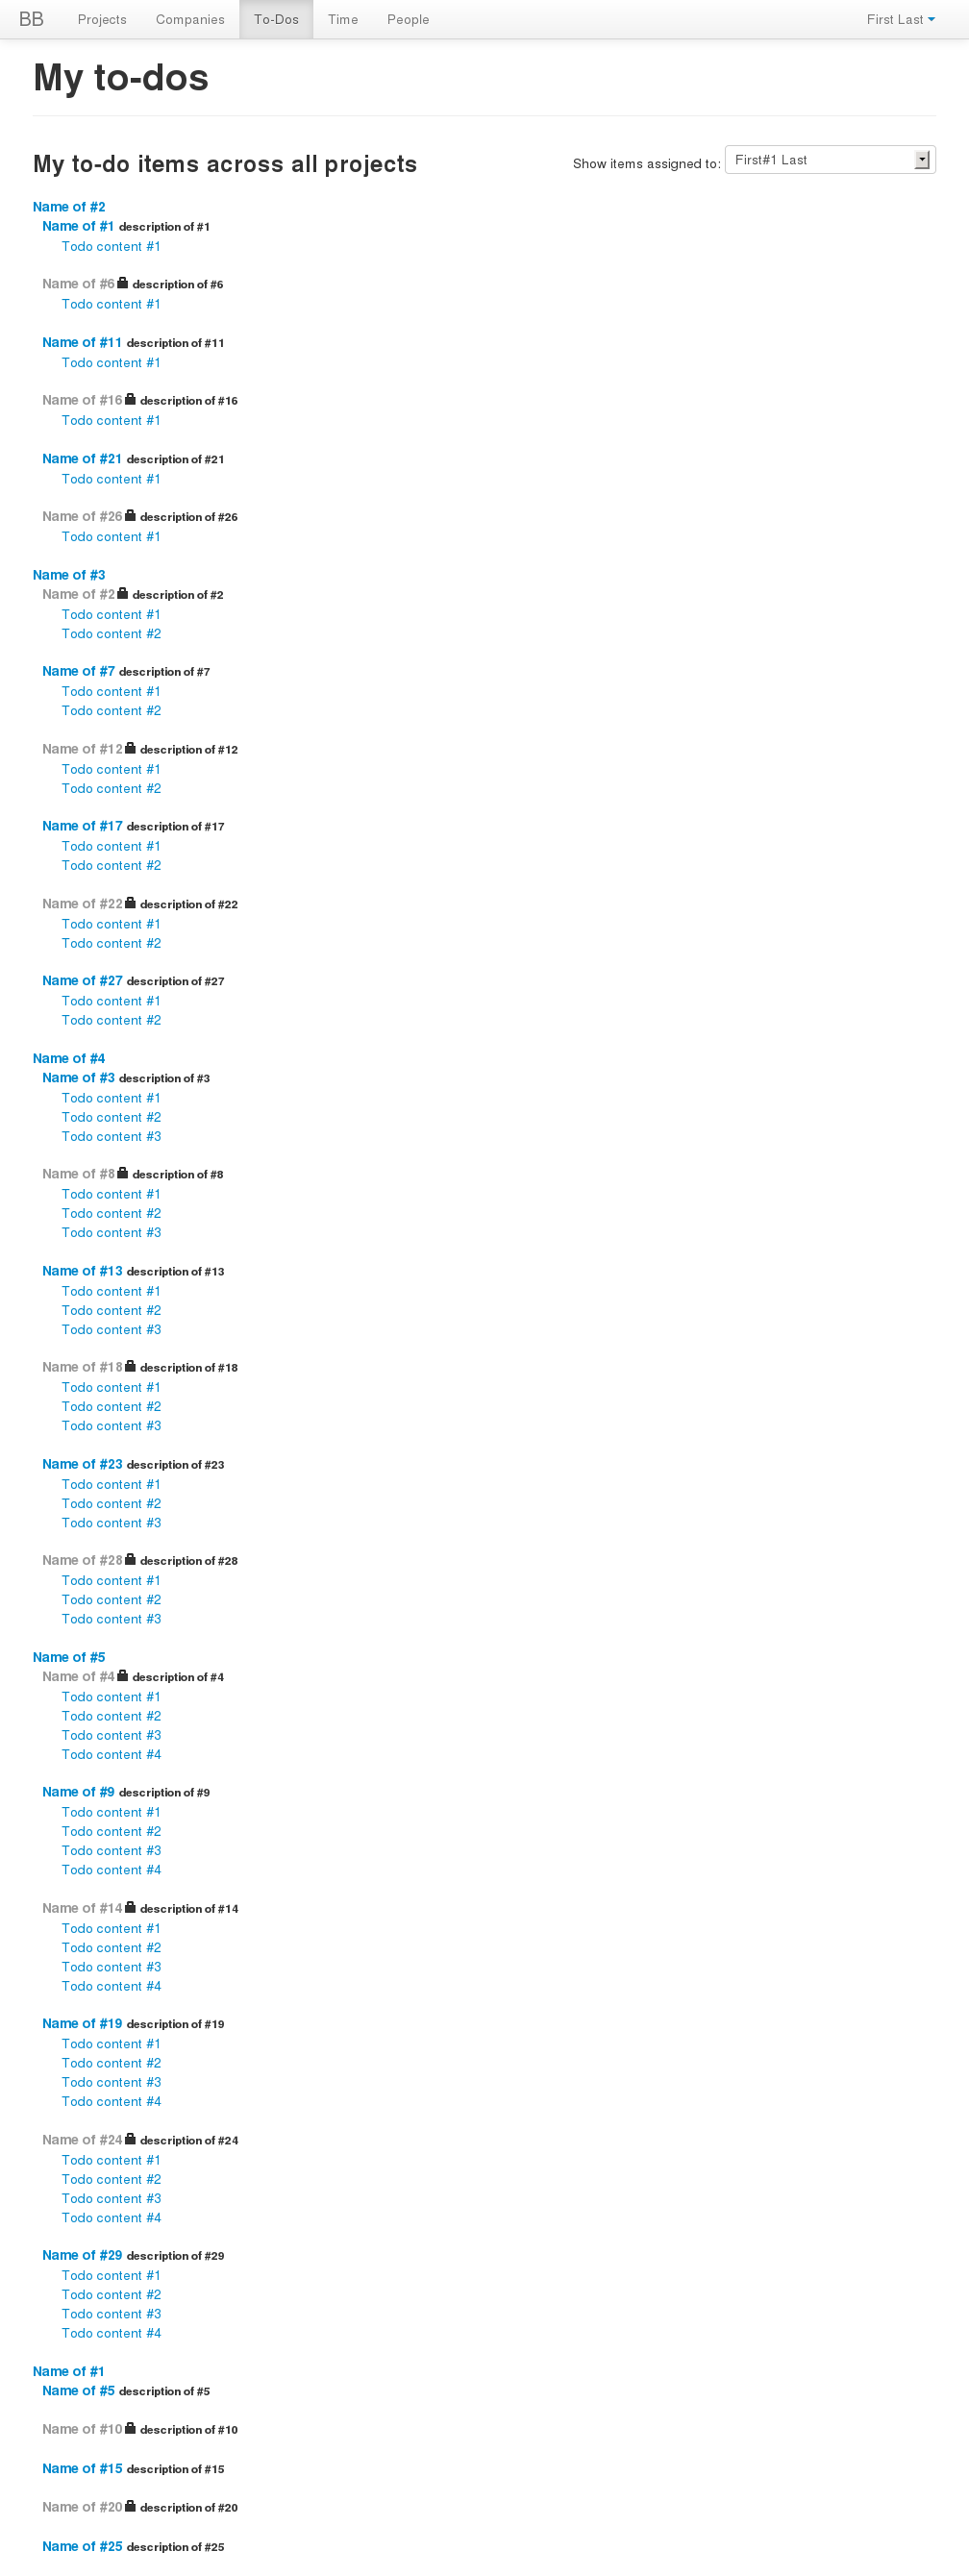 BB Projects Companies To-Dos Time People First Last
My to-dos
My to-do items across all projects Show items assigned to: First#1 Last
Name of #2
Name of #1 description of #1
Todo content #1
Name of #6 description of #6
Todo content #1
Name of #11 description of #11
Todo content #1
Name of #16 description of #16
Todo content #1
Name of #21 description of #21
Todo content #1
Name of #26 description of #26
Todo content #1
Name of #3
Name of #2 description of #2
Todo content #1
Todo content #2
Name of #7 description of #7
Todo content #1
Todo content #2
Name of #12 description of #12
Todo content #1
Todo content #2
Name of #17 description of #17
Todo content #1
Todo content #2
Name of #22 description of #22
Todo content #1
Todo content #2
Name of #27 description of #27
Todo content #1
Todo content #2
Name of #4
Name of #3 description of #3
Todo content #1
Todo content #2
Todo content #3
Name of #8 description of #8
Todo content #1
Todo content #2
Todo content #3
Name of #13 description of #13
Todo content #1
Todo content #2
Todo content #3
Name of #18 description of #18
Todo content #1
Todo content #2
Todo content #3
Name of #23 description of #23
Todo content #1
Todo content #2
Todo content #3
Name of #28 description of #28
Todo content #1
Todo content #2
Todo content #3
Name of #5
Name of #4 description of #4
Todo content #1
Todo content #2
Todo content #3
Todo content #4
Name of #9 description of #9
Todo content #1
Todo content #2
Todo content #3
Todo content #4
Name of #14 description of #14
Todo content #1
Todo content #2
Todo content #3
Todo content #4
Name of #19 description of #19
Todo content #1
Todo content #2
Todo content #3
Todo content #4
Name of #24 description of #24
Todo content #1
Todo content #2
Todo content #3
Todo content #4
Name of #29 description of #29
Todo content #1
Todo content #2
Todo content #3
Todo content #4
Name of #1
Name of #5 description of #5
Name of #10 description of #10
Name of #15 description of #15
Name of #20 description of #20
Name of #25 description of #25